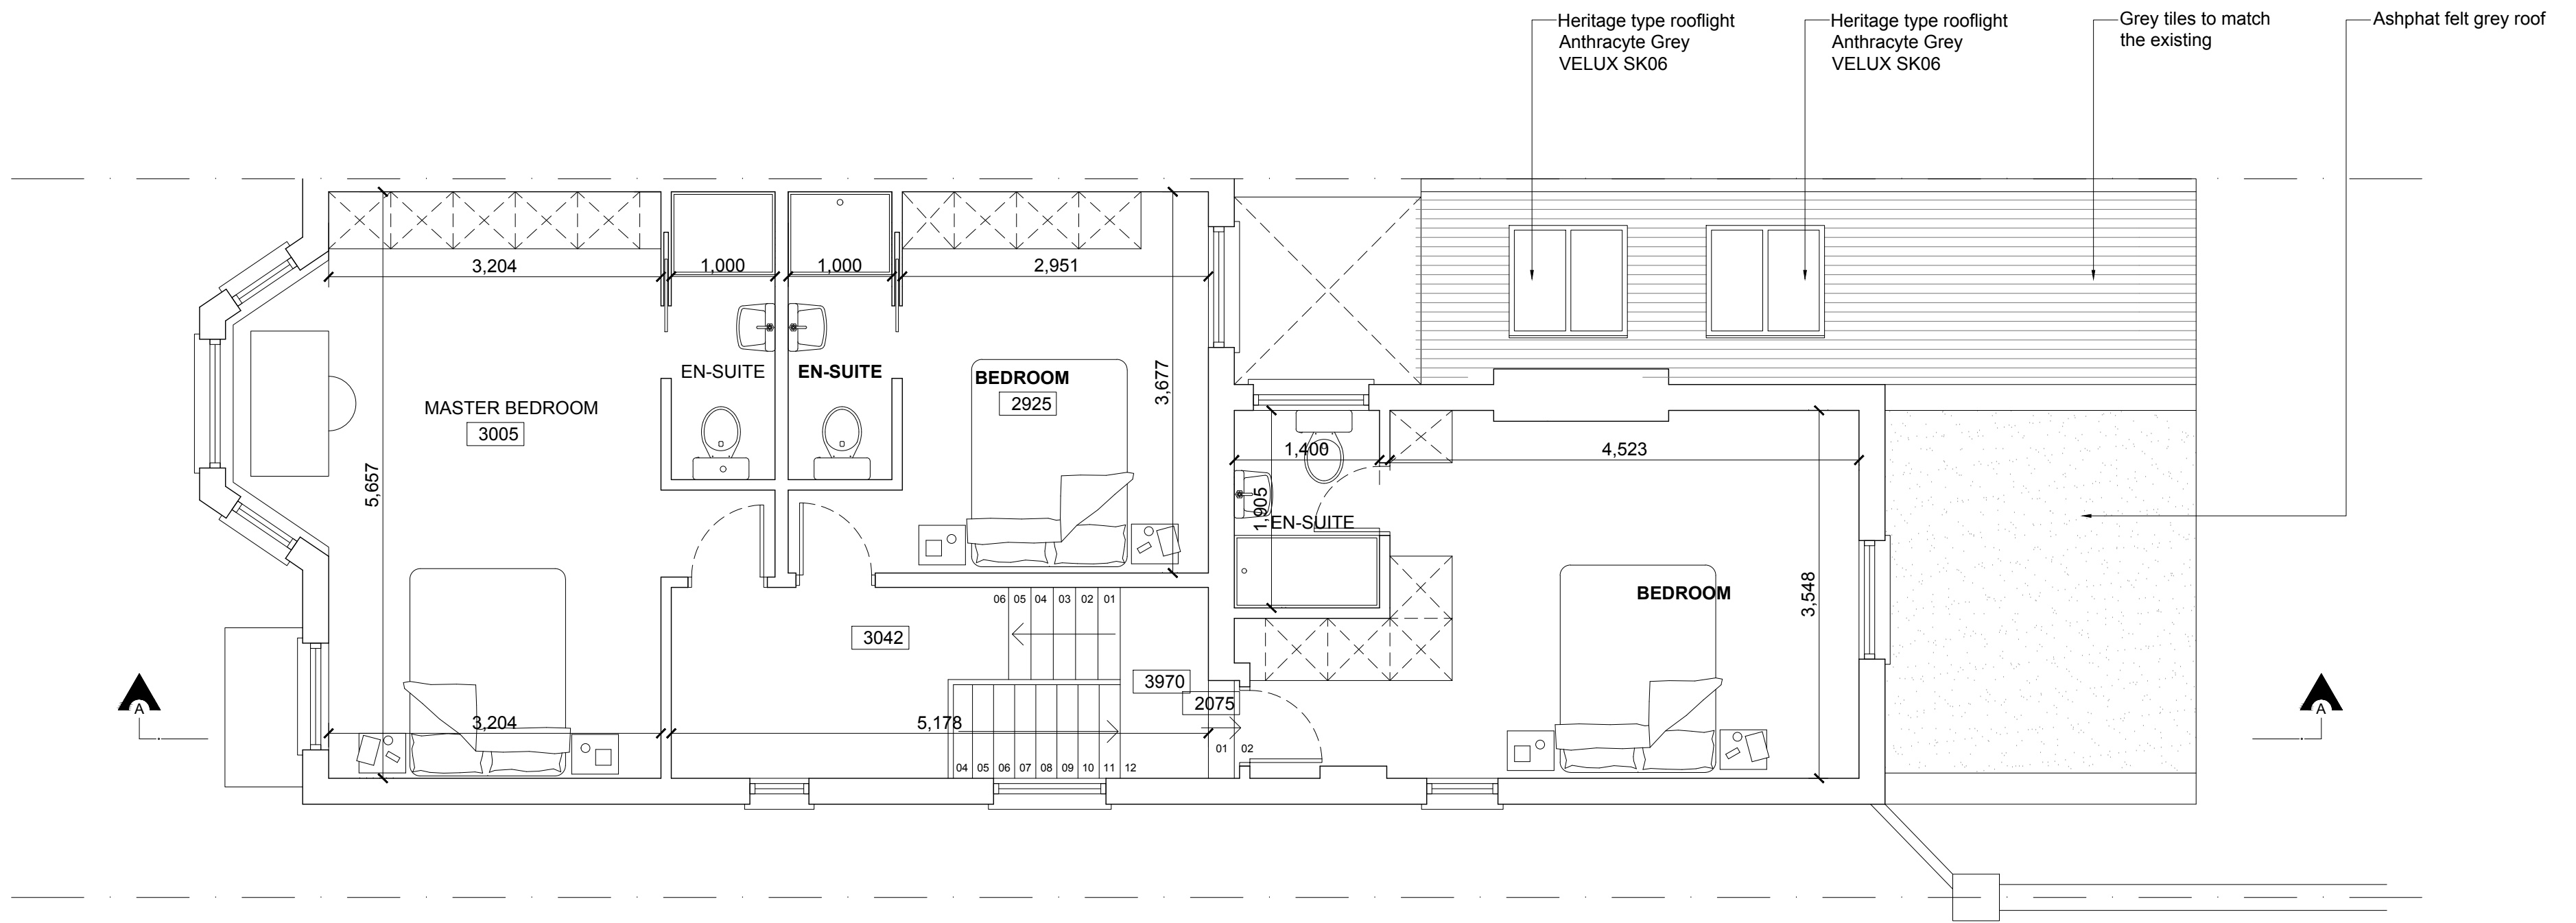 Heritage type rooflight
Anthracyte Grey
VELUX SK06
Heritage type rooflight
Anthracyte Grey
VELUX SK06
Grey tiles to match
the existing
Ashphat felt grey roof
3,204
1,000
1,000
2,951
EN-SUITE
EN-SUITE
BEDROOM
2925
3,677
MASTER BEDROOM
3005
5,657
1,400
4,523
1,905
EN-SUITE
BEDROOM
3,548
06 05 04 03 02 01
3042
3970
2075
3,204
5,178
01 02
04 05 06 07 08 09 10 11 12
A
A